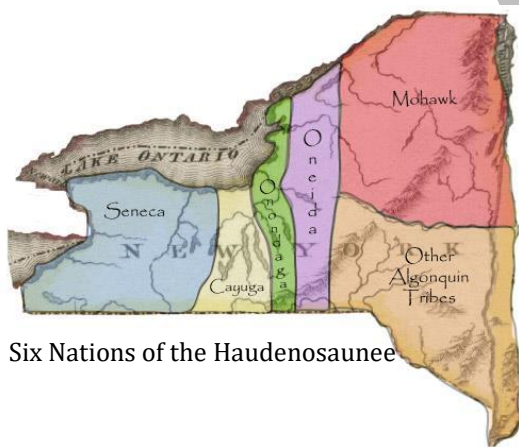 Mohawk
LAKE ONTARIO
Oneida
Onondaga
Seneca
NEW YORK
Other
Algonquin
Tribes
Cayuga
Six Nations of the Haudenosaunee